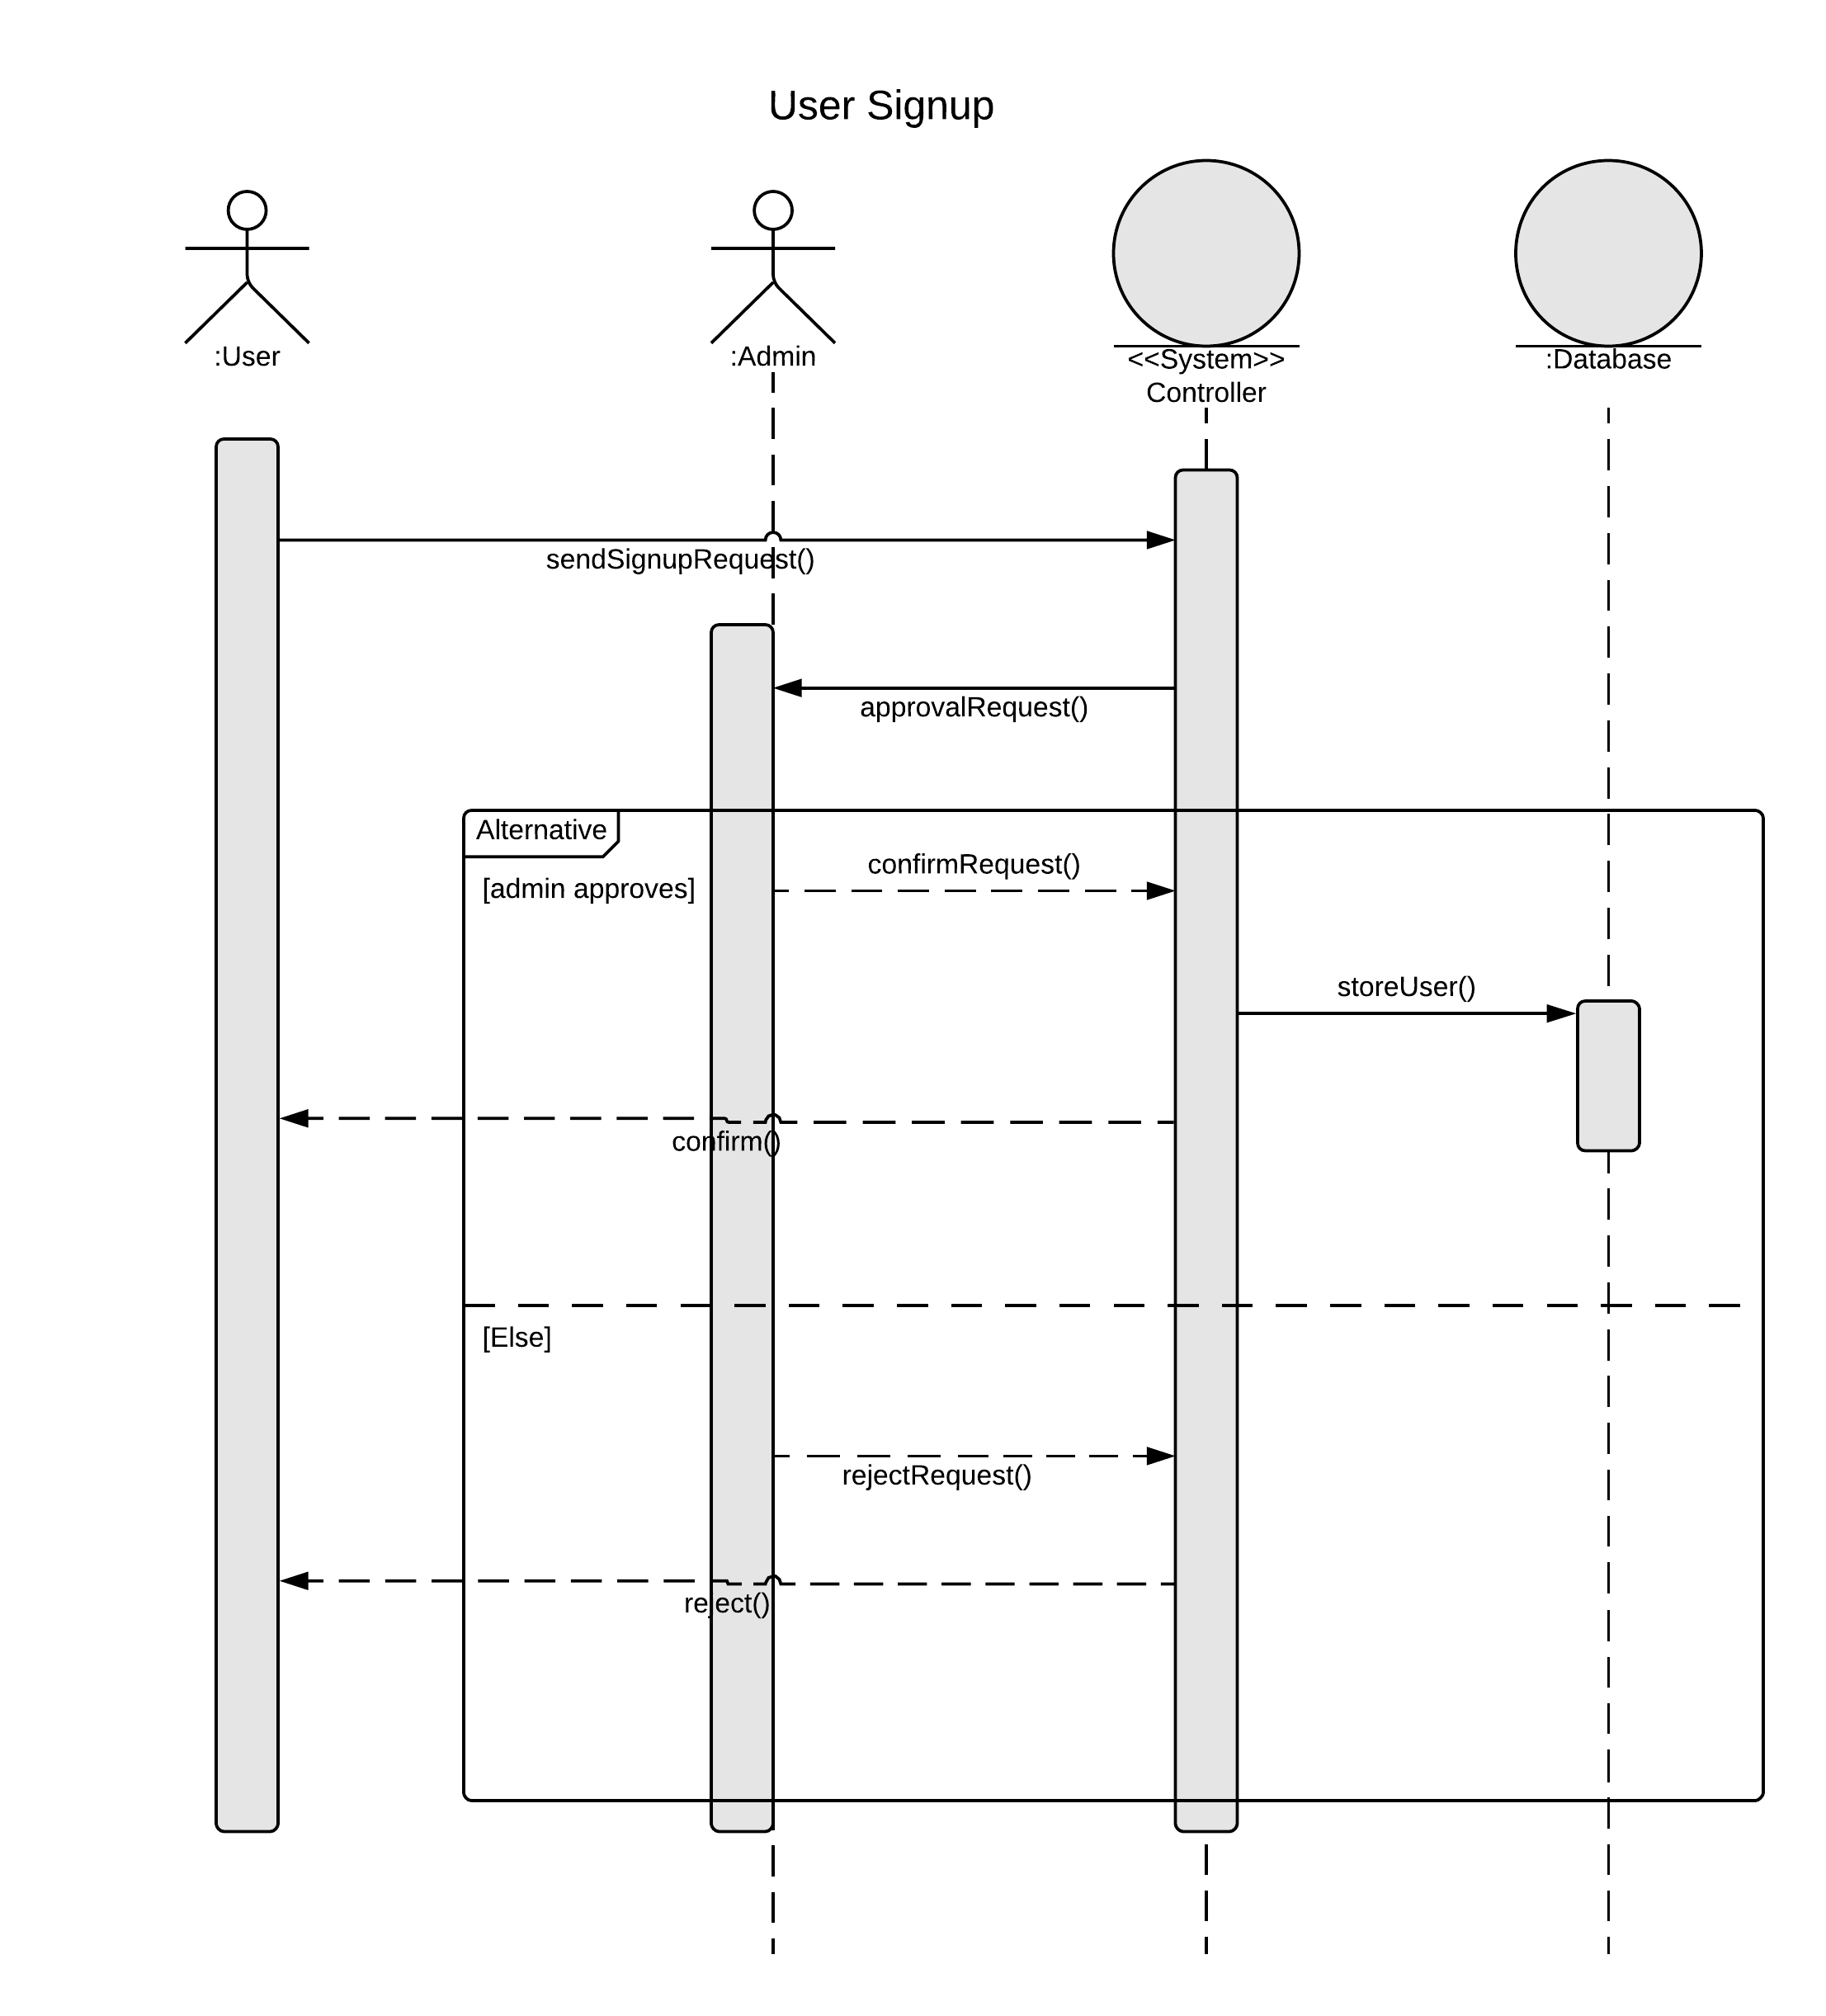 User Signup
:User
:Admin
<<System>>
Controller
:Database
sendSignupRequest()
approvalRequest()
Alternative
confirmRequest()
[admin approves]
storeUser()
confirm()
[Else]
rejectRequest()
reject()